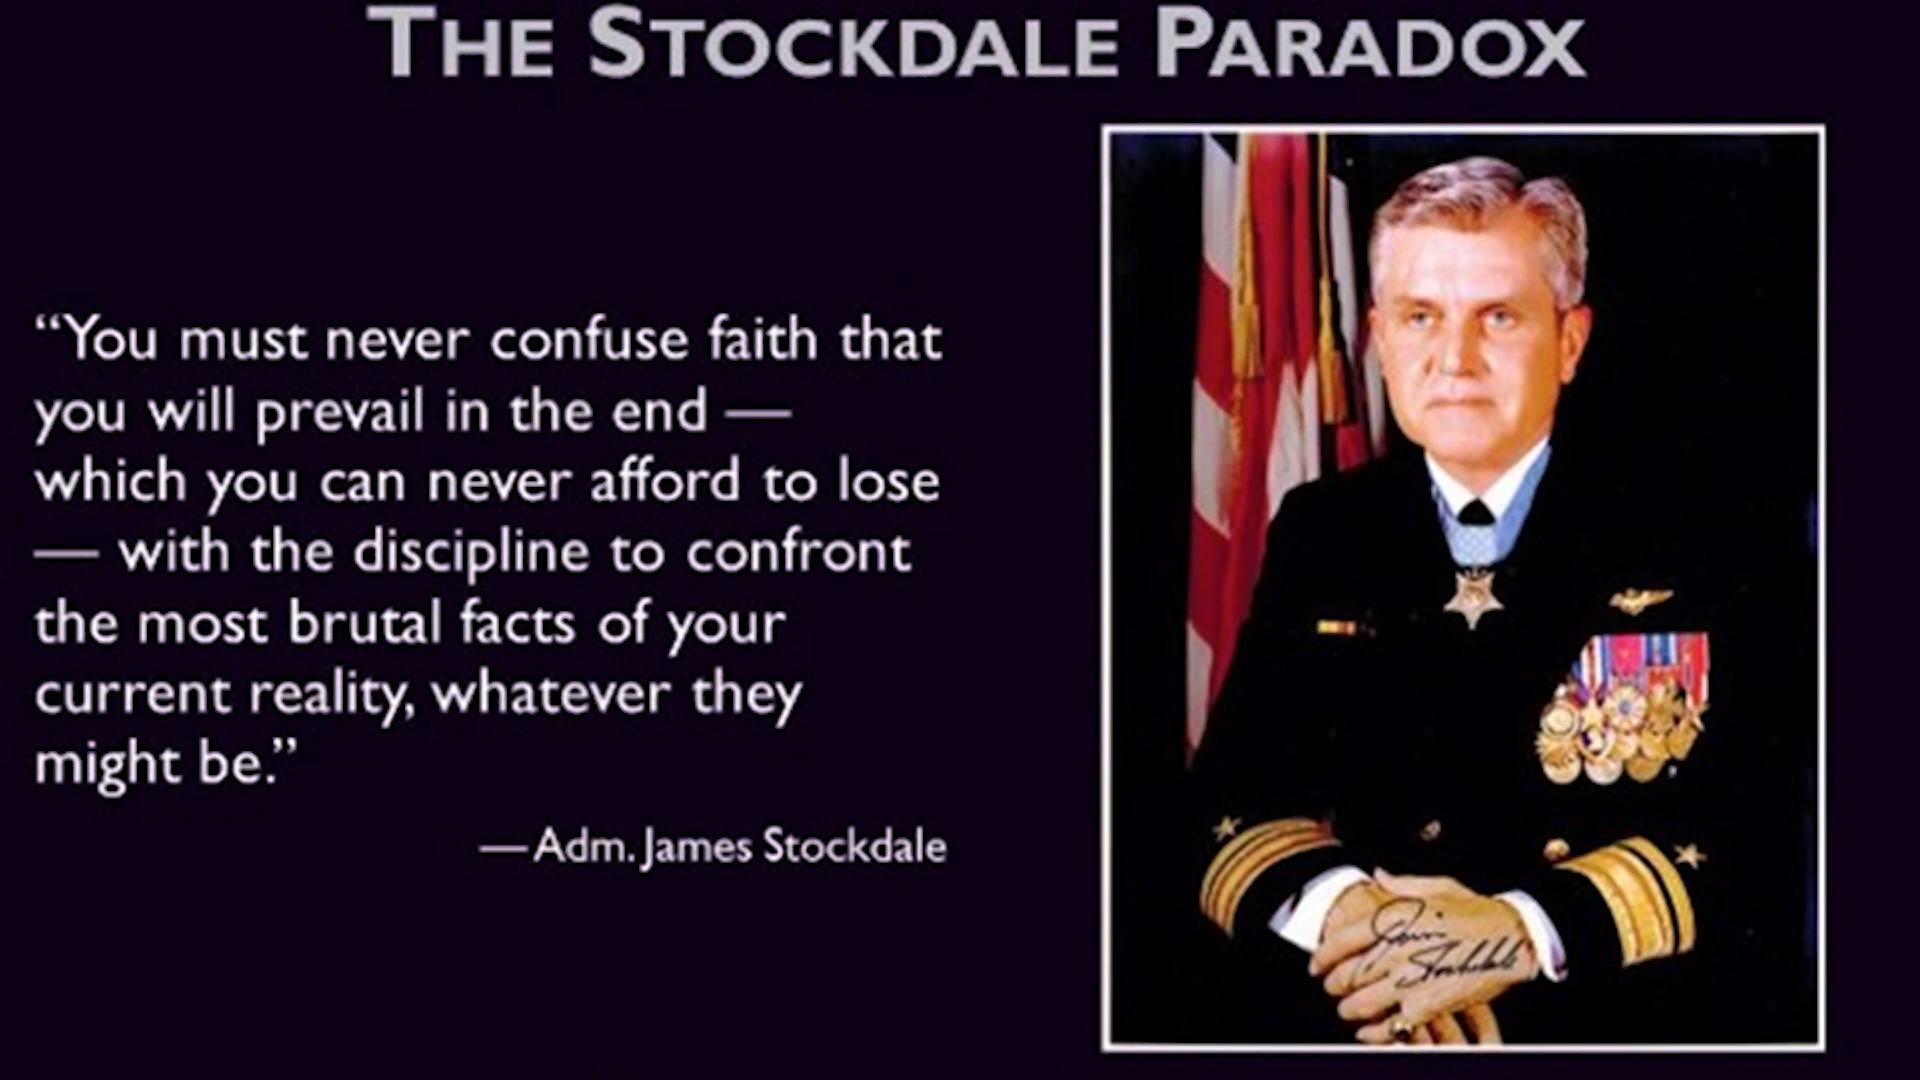 THE STOCKDALE PARADOX
“You must never confuse faith that
you will prevail in the end —
which you can never afford to lose
— with the discipline to confront
the most brutal facts of your
current reality, whatever they
might be.”
— Adm. James Stockdale
Jim
Stockdale